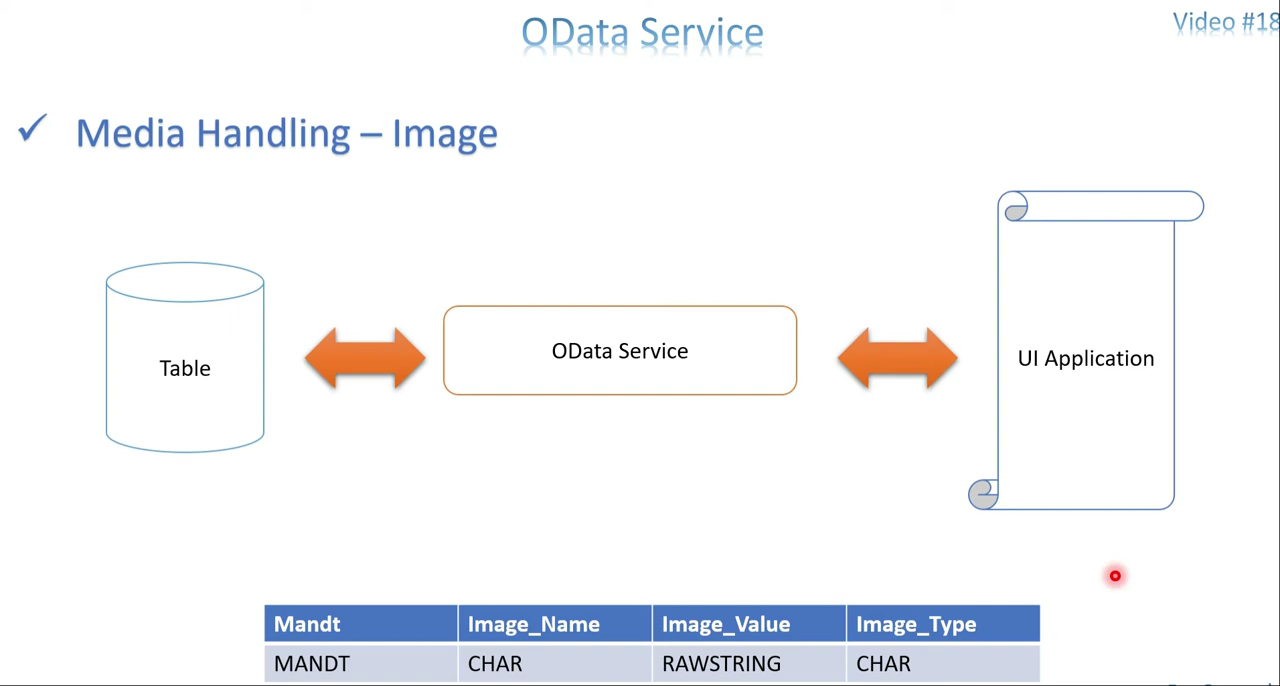 OData Service
Video #18
✓ Media Handling – Image
Table
OData Service
UI Application
Mandt Image_Name Image_Value Image_Type
MANDT CHAR RAWSTRING CHAR